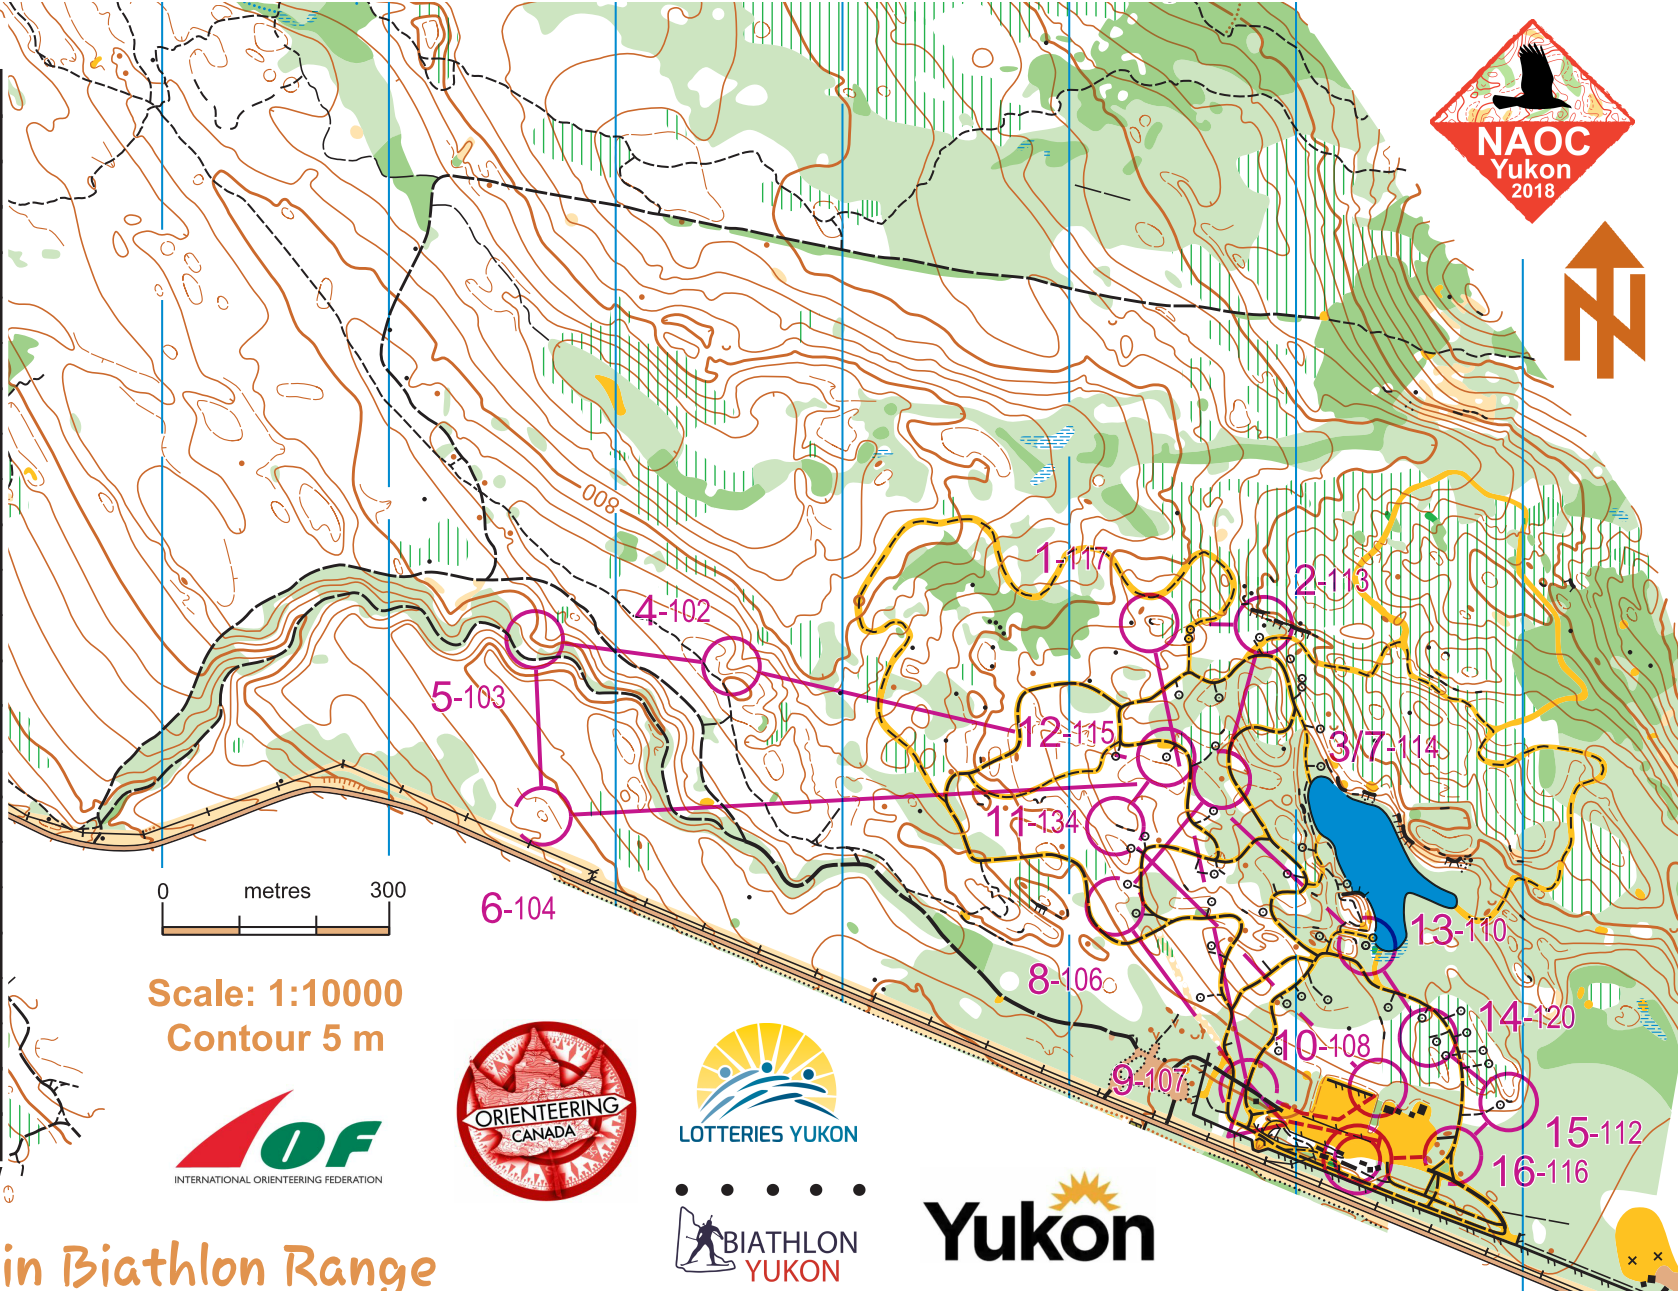 NAOC
Yukon
2018
N
800
1-117
2-113
4-102
5-103
12-115
3/7-114
11-134
6-104
13-110
8-106
14-120
10-108
9-107
15-112
16-116
0 metres 300
Scale: 1:10000
Contour 5 m
IOF
INTERNATIONAL ORIENTEERING FEDERATION
ORIENTEERING
CANADA
LOTTERIES YUKON
BIATHLON
YUKON
Yukon
in Biathlon Range